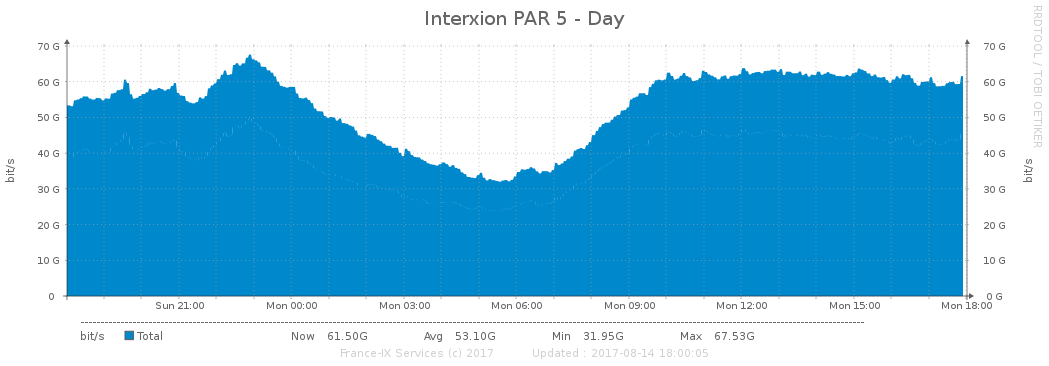 Interxion PAR 5 - Day
RRDTOOL / TOBI OETIKER
bit/s
70 G 70 G
60 G 60 G
50 G 50 G
40 G 40 G
30 G 30 G
20 G 20 G
10 G 10 G
0 0 G
bit/s
Sun 21:00 Mon 00:00 Mon 03:00 Mon 06:00 Mon 09:00 Mon 12:00 Mon 15:00 Mon 18:00
bit/s Total Now 61.50G Avg 53.10G Min 31.95G Max 67.53G
France-IX Services (c) 2017 Updated : 2017-08-14 18:00:05